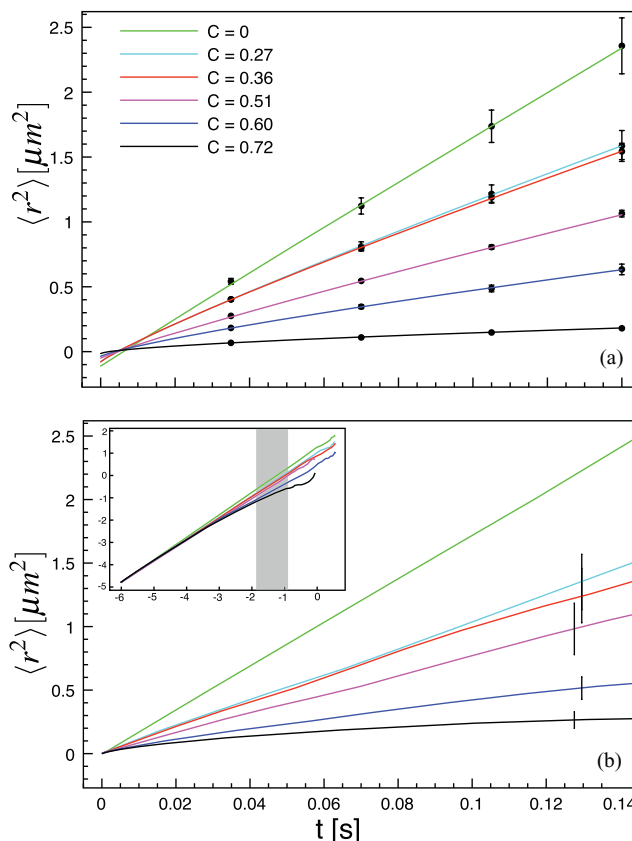 2.5
2
1.5
1
0.5
0
⟨r²⟩[μm²]
C = 0
C = 0.27
C = 0.36
C = 0.51
C = 0.60
C = 0.72
(a)
2.5
2
1.5
1
0.5
0
⟨r²⟩[μm²]
2
1
0
-1
-2
-3
-4
-5
-6 -5 -4 -3 -2 -1 0
(b)
0 0.02 0.04 0.06 0.08 0.1 0.12 0.14
t [s]